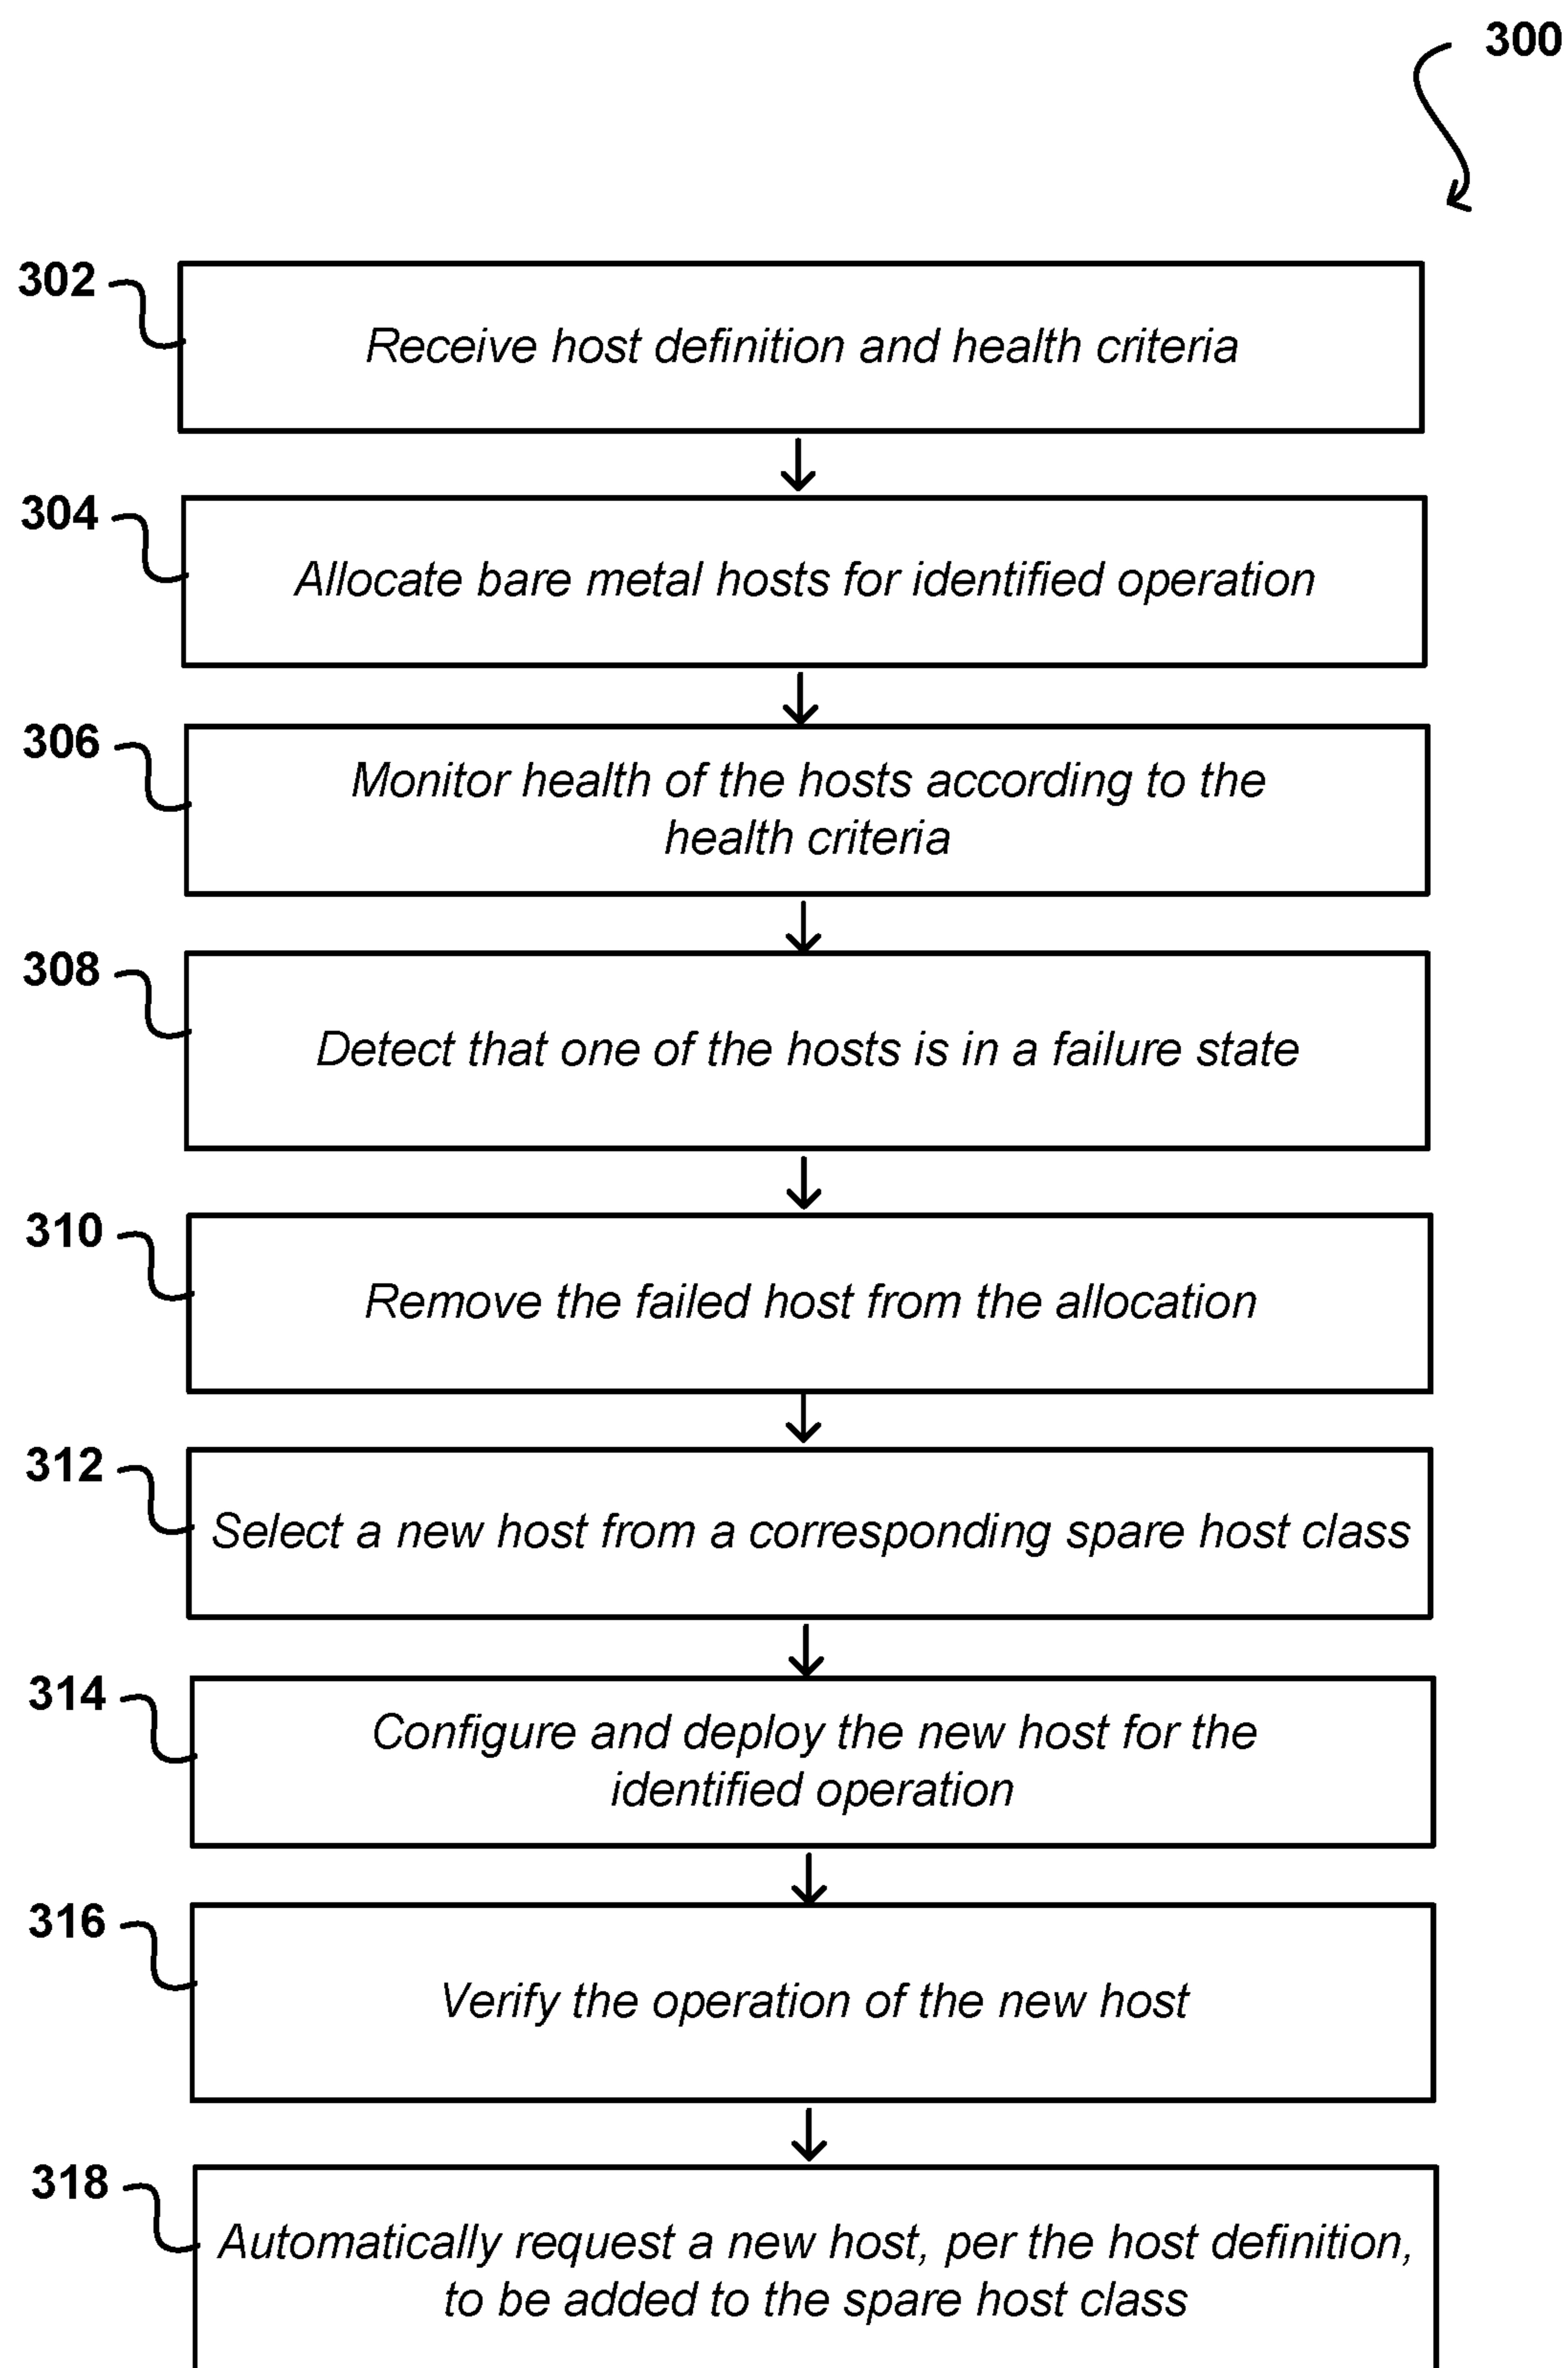 300
302
Receive host definition and health criteria
304
Allocate bare metal hosts for identified operation
306
Monitor health of the hosts according to the
health criteria
308
Detect that one of the hosts is in a failure state
310
Remove the failed host from the allocation
312
Select a new host from a corresponding spare host class
314
Configure and deploy the new host for the
identified operation
316
Verify the operation of the new host
318
Automatically request a new host, per the host definition,
to be added to the spare host class